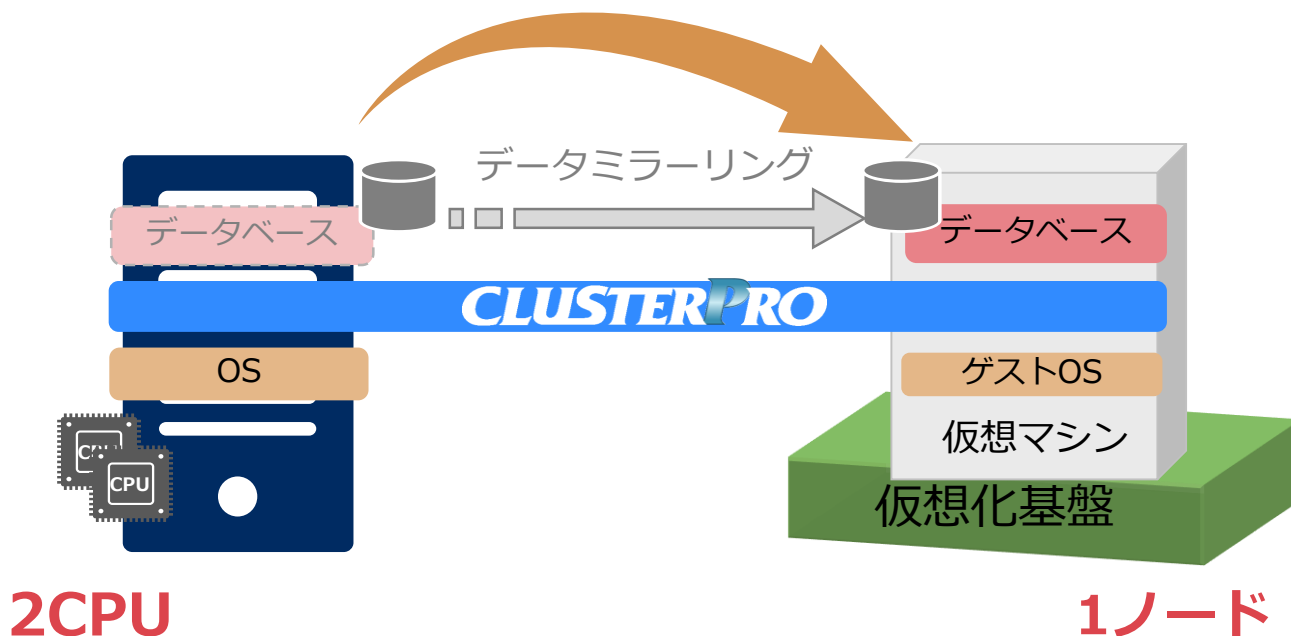 データミラーリング
データベース
データベース
CLUSTERPRO
OS
ゲストOS
仮想マシン
CPU
CPU
仮想化基盤
2CPU
1ノード